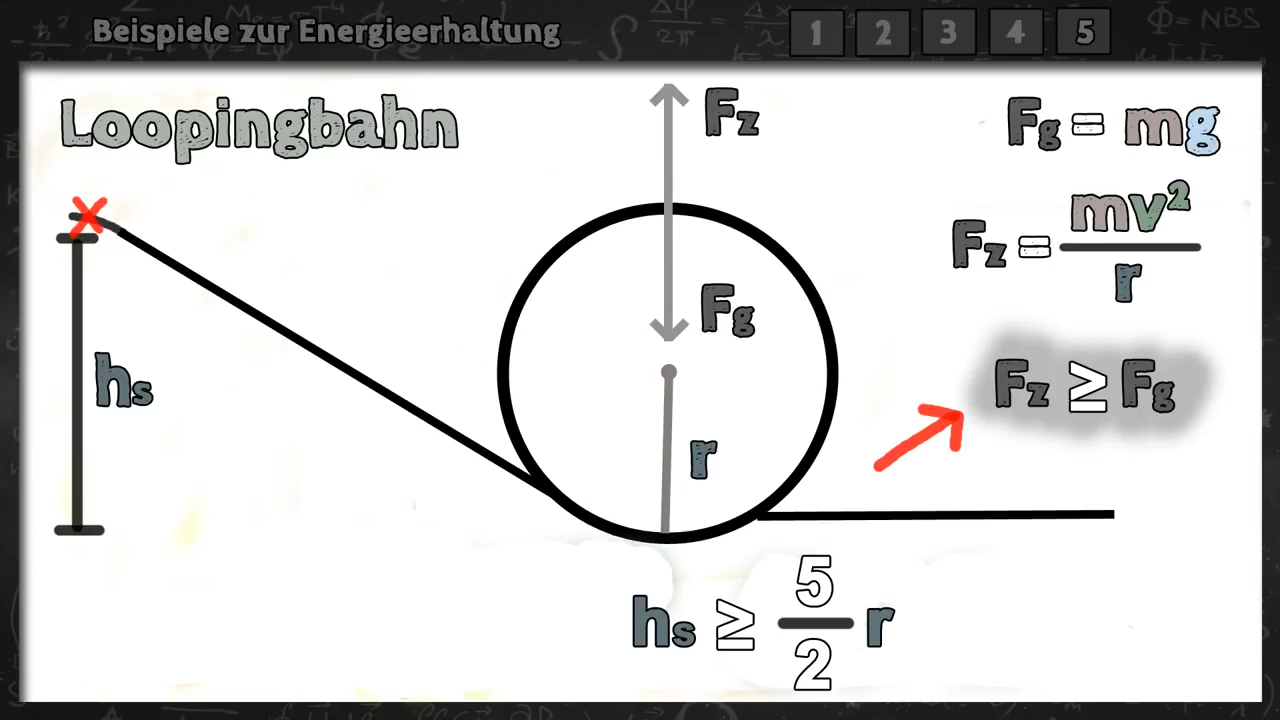 Beispiele zur Energieerhaltung
1 2 3 4 5
Loopingbahn
Fz
Fg = mg
Fz = mv²/r
hs
Fg
Fz ≥ Fg
r
hs ≥ 5/2 r